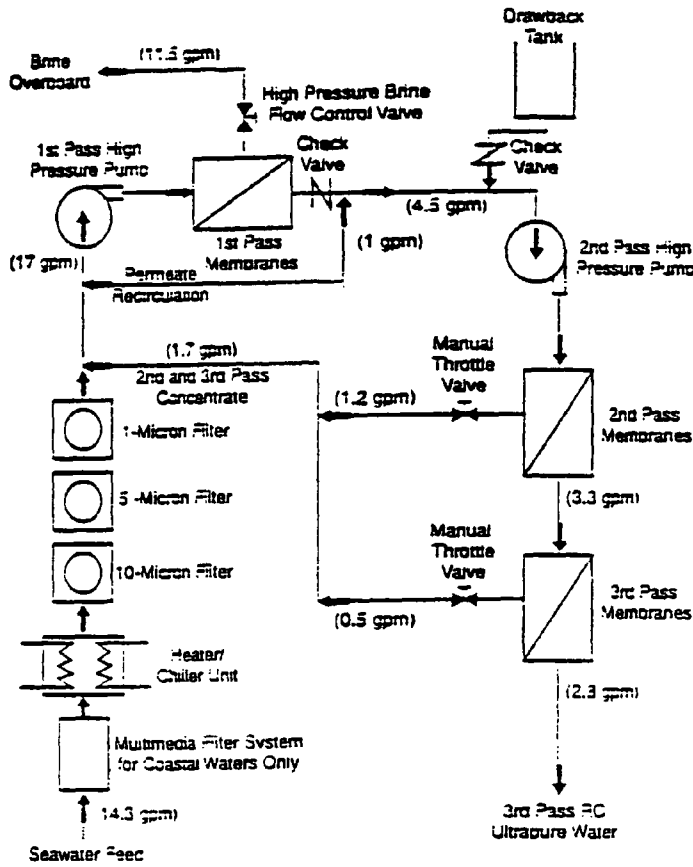 Drawback
Tank
(11.5 gpm)
Brine
Overboard
High Pressure Brine
Flow Control Valve
Check
Valve
Check
Valve
1st Pass High
Pressure Pump
(4.5 gpm)
(1 gpm)
1st Pass
Membranes
(17 gpm)
2nd Pass High
Pressure Pump
Permeate
Recirculation
(1.7 gpm)
2nd and 3rd Pass
Concentrate
Manual
Throttle
Valve
(1.2 gpm)
2nd Pass
Membranes
1-Micron Filter
5 -Micron Filter
(3.3 gpm)
10-Micron Filter
Manual
Throttle
Valve
(0.5 gpm)
3rd Pass
Membranes
Heater/
Chiller Unit
(2.3 gpm)
Multimedia Filter System
for Coastal Waters Only
14.3 gpm)
3rd Pass RO
Ultrapure Water
Seawater Feed